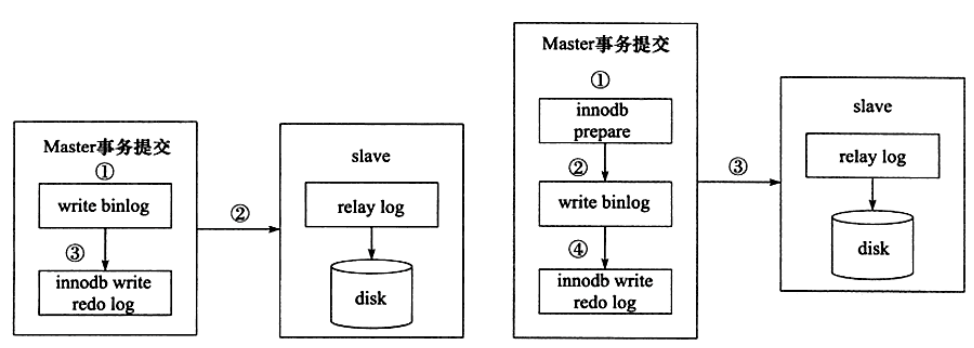 Master事务提交
①
write binlog
③
innodb write
redo log
②
slave
relay log
disk
Master事务提交
①
innodb
prepare
②
write binlog
④
innodb write
redo log
③
slave
relay log
disk